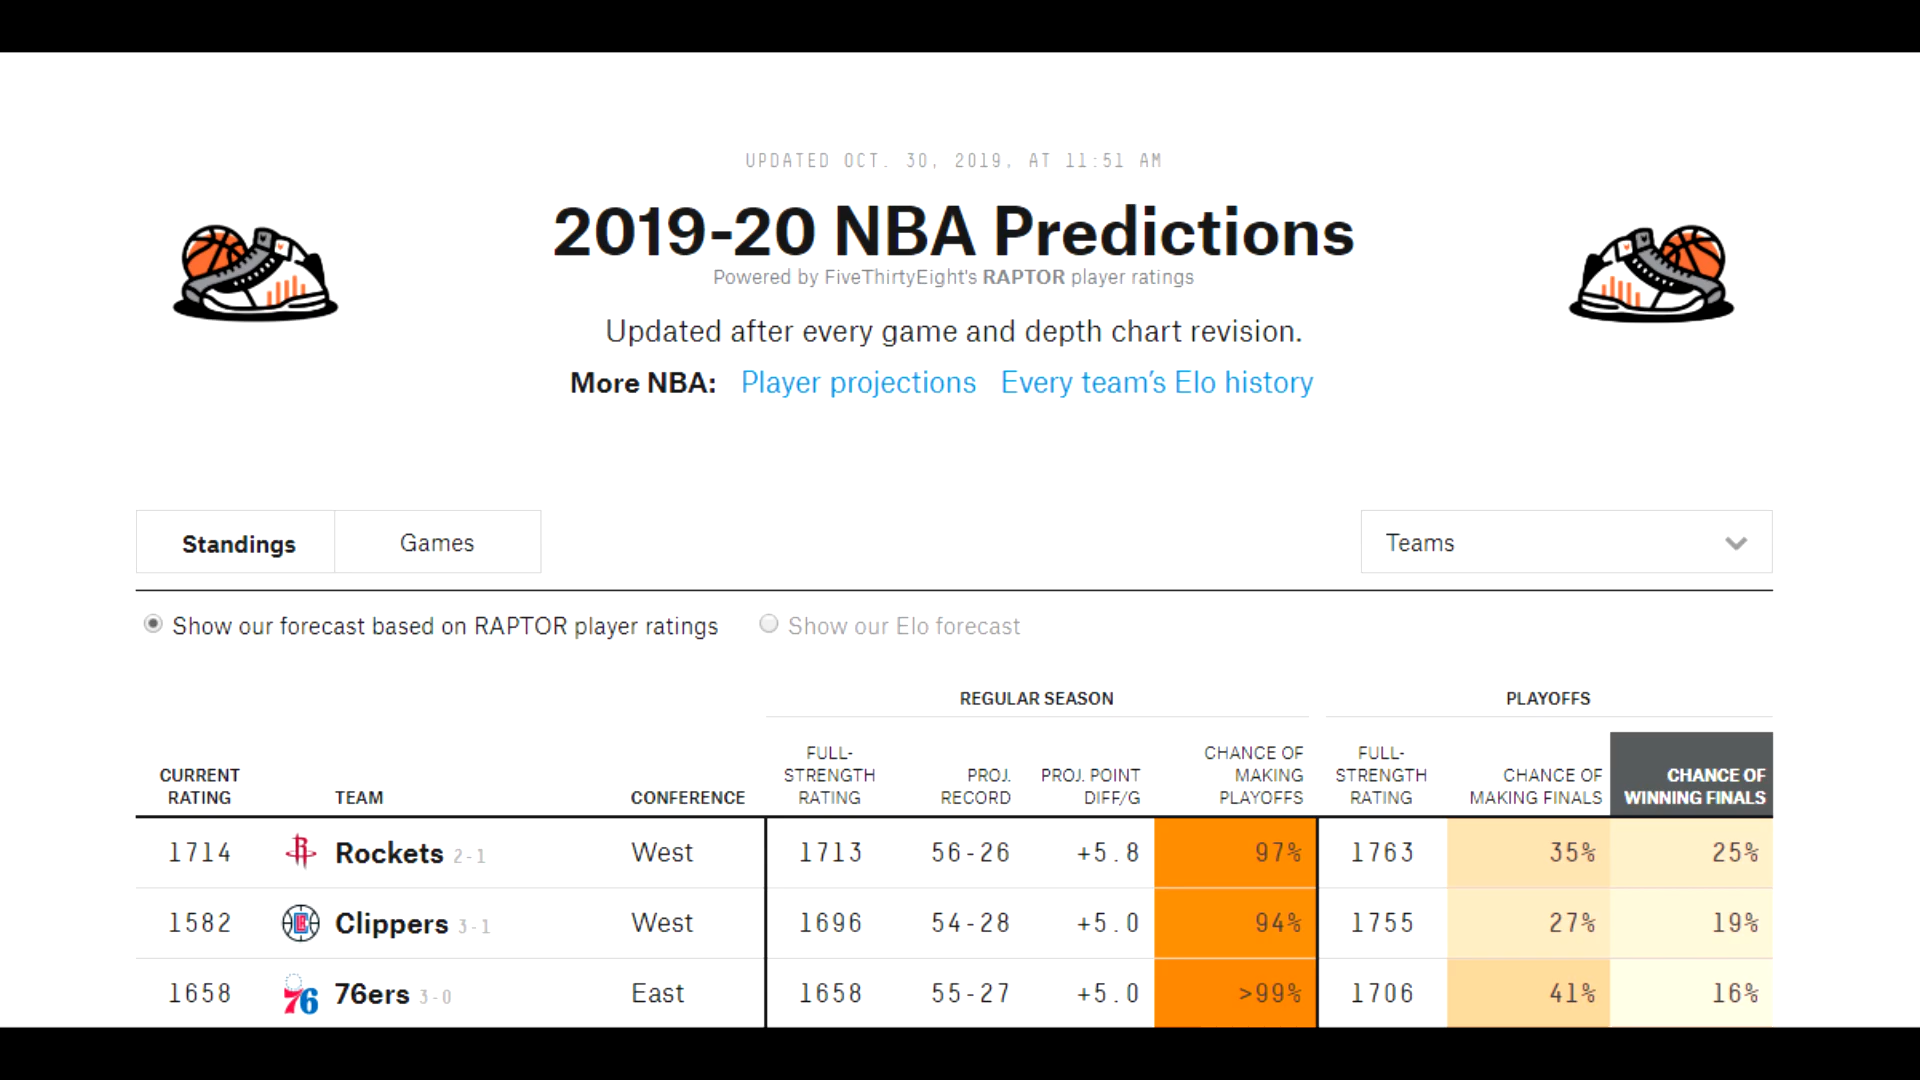 UPDATED OCT. 30, 2019, AT 11:51 AM
2019-20 NBA Predictions
Powered by FiveThirtyEight's RAPTOR player ratings
Updated after every game and depth chart revision.
More NBA: Player projections Every team's Elo history
Standings Games Teams
Show our forecast based on RAPTOR player ratings Show our Elo forecast
REGULAR SEASON PLAYOFFS
CURRENT RATING TEAM CONFERENCE FULL-STRENGTH RATING PROJ. RECORD PROJ. POINT DIFF/G CHANCE OF MAKING PLAYOFFS FULL-STRENGTH RATING CHANCE OF MAKING FINALS CHANCE OF WINNING FINALS
1714 Rockets 2-1 West 1713 56-26 +5.8 97% 1763 35% 25%
1582 Clippers 3-1 West 1696 54-28 +5.0 94% 1755 27% 19%
1658 76 76ers 3-0 East 1658 55-27 +5.0 >99% 1706 41% 16%